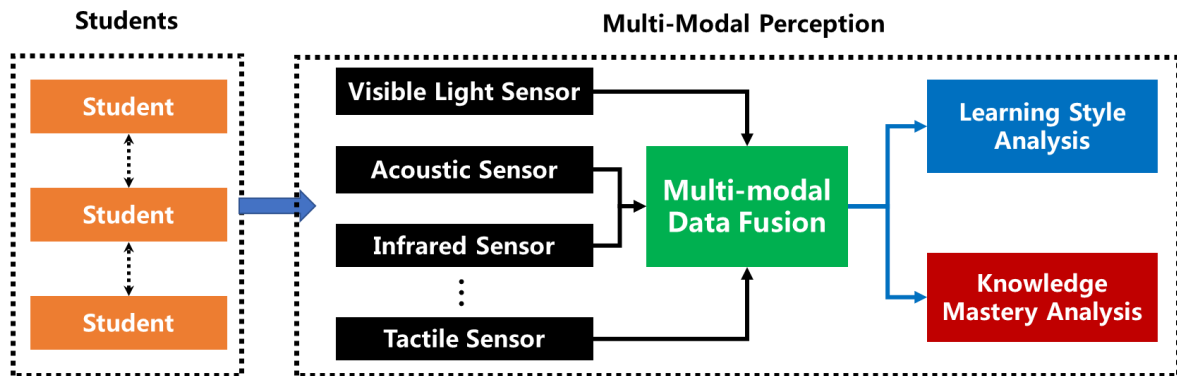 Students
Multi-Modal Perception
Student
Student
Student
Visible Light Sensor
Acoustic Sensor
Infrared Sensor
⋮
Tactile Sensor
Multi-modal
Data Fusion
Learning Style
Analysis
Knowledge
Mastery Analysis